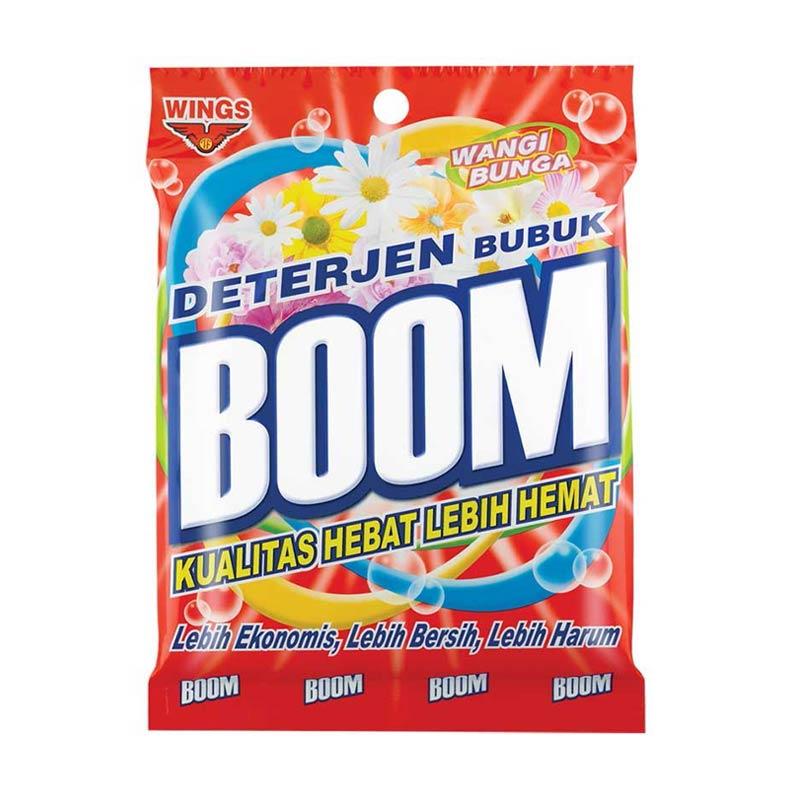 WINGS
WANGI
BUNGA
DETERJEN BUBUK
BOOM
KUALITAS HEBAT LEBIH HEMAT
Lebih Ekonomis, Lebih Bersih, Lebih Harum
BOOM BOOM BOOM BOOM